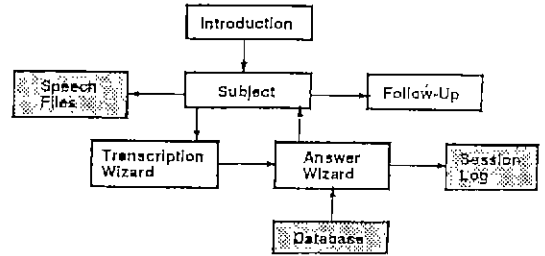 Introduction
Speech
Files
Subject
Follow-Up
Transcription
Wizard
Answer
Wizard
Session
Log
Database